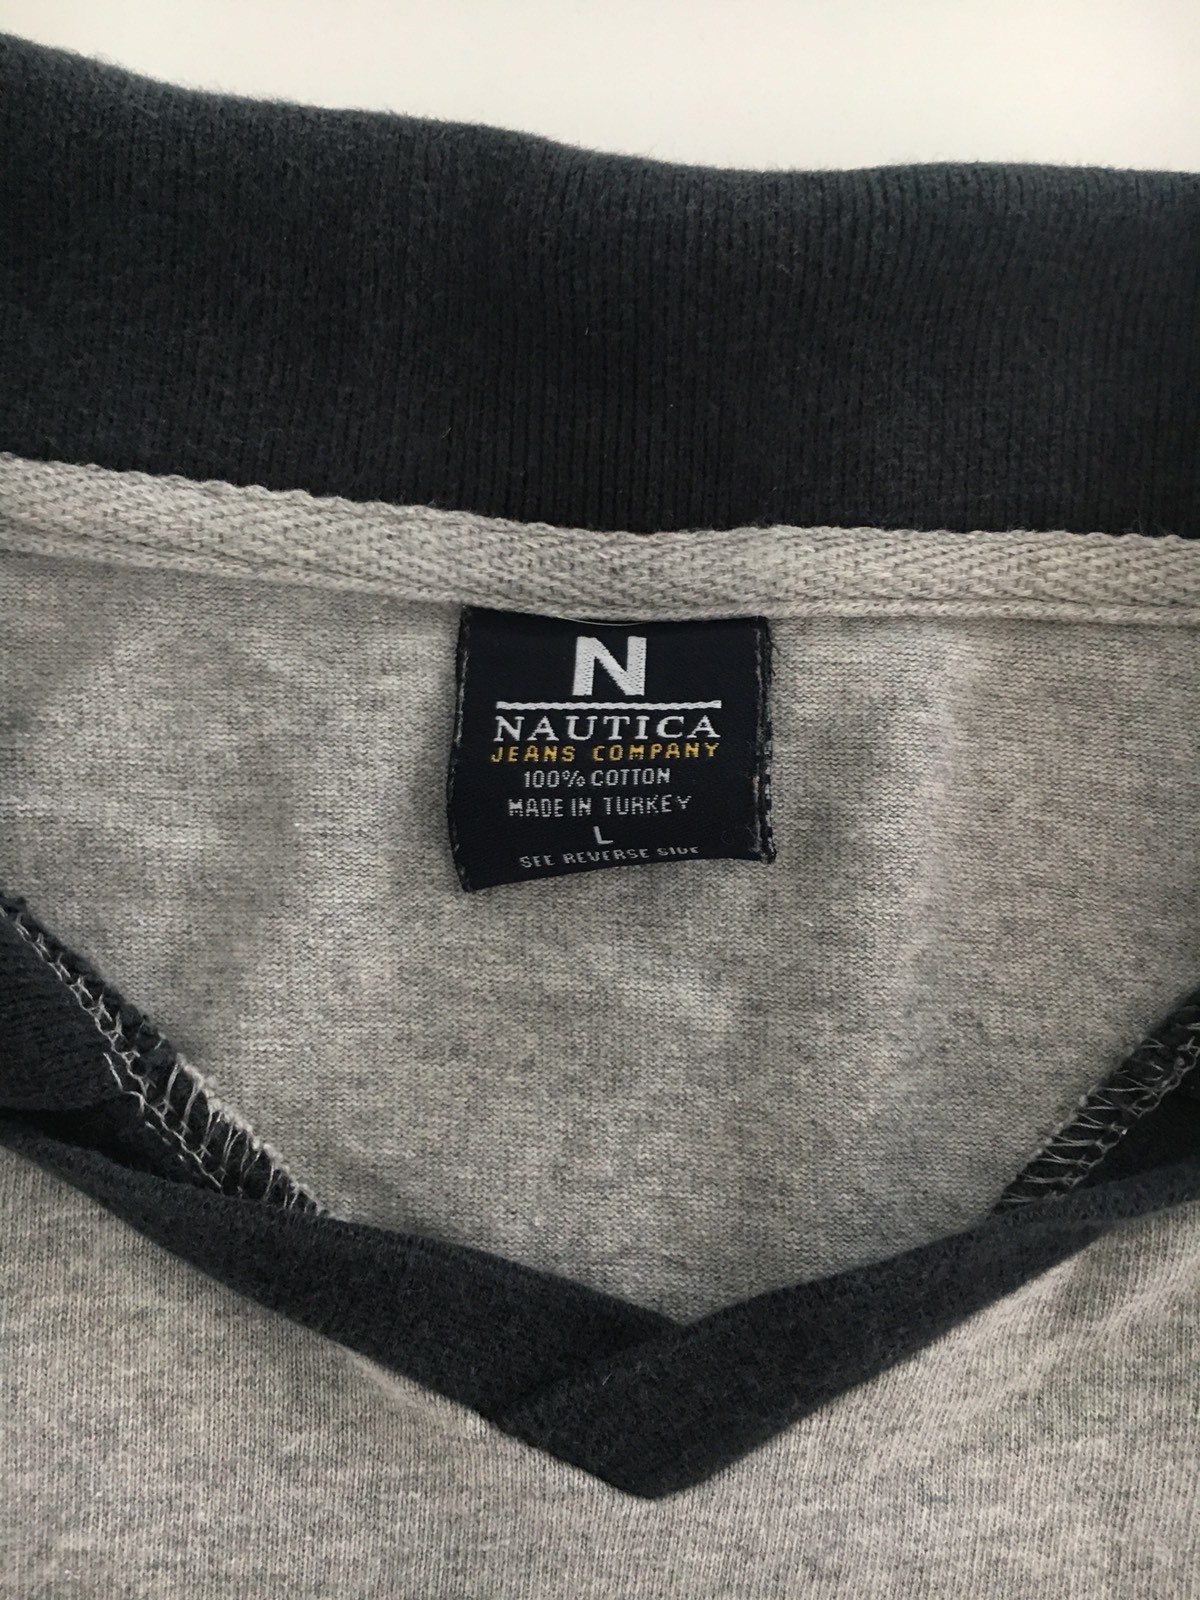 N
NAUTICA
JEANS COMPANY
100% COTTON
MADE IN TURKEY
L
SEE REVERSE SIDE